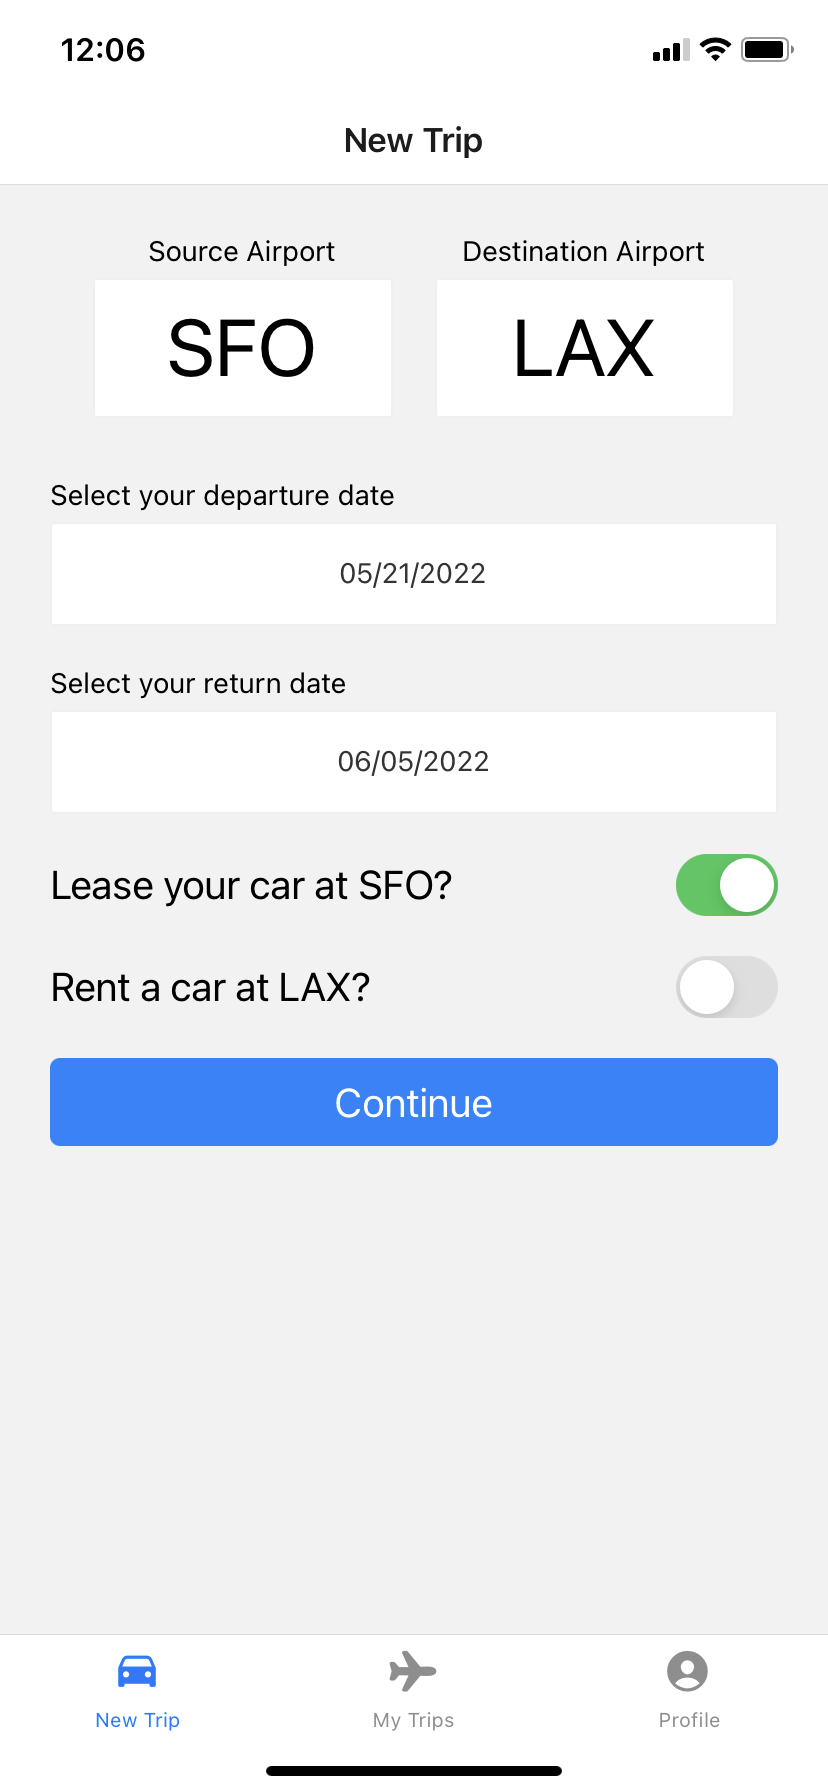 12:06
New Trip
Source Airport
Destination Airport
SFO
LAX
Select your departure date
05/21/2022
Select your return date
06/05/2022
Lease your car at SFO?
Rent a car at LAX?
Continue
New Trip
My Trips
Profile